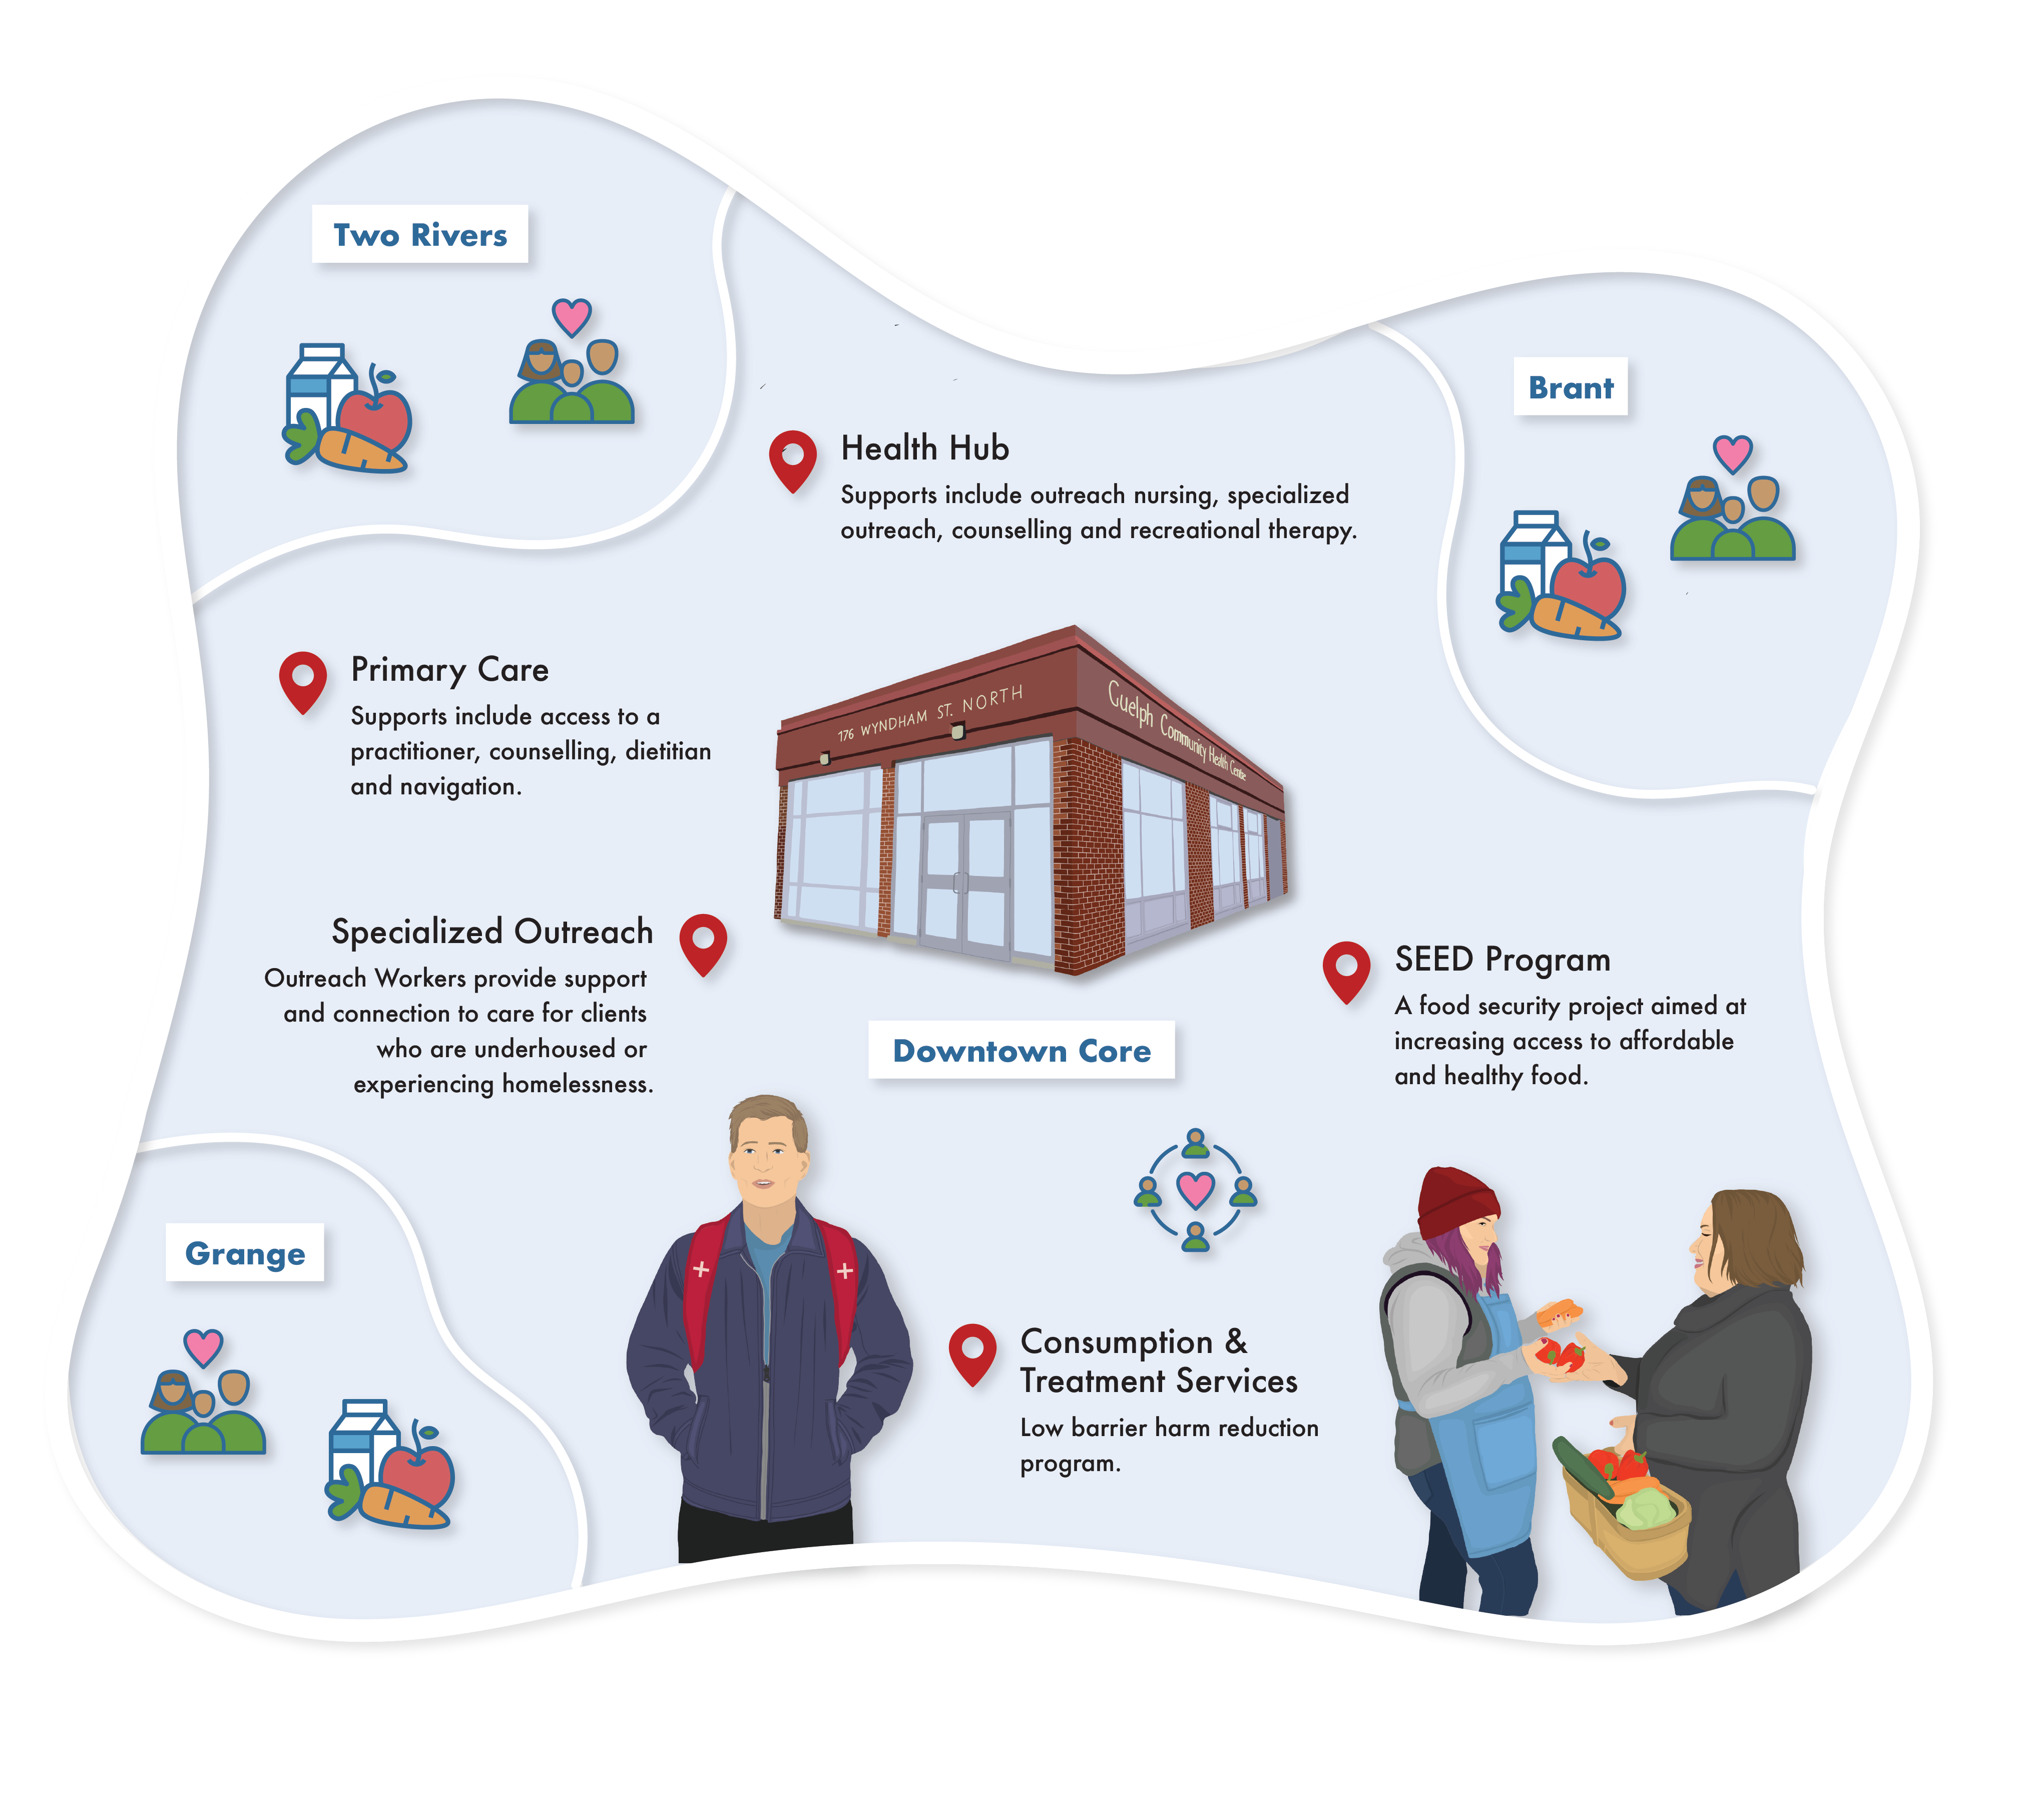 Two Rivers
Brant
Health Hub
Supports include outreach nursing, specialized
outreach, counselling and recreational therapy.
Primary Care
Supports include access to a
practitioner, counselling, dietitian
and navigation.
176 WYNDHAM ST. NORTH
Guelph Community Health Centre
Specialized Outreach
Outreach Workers provide support
and connection to care for clients
who are underhoused or
experiencing homelessness.
SEED Program
A food security project aimed at
increasing access to affordable
and healthy food.
Downtown Core
Grange
Consumption &
Treatment Services
Low barrier harm reduction
program.